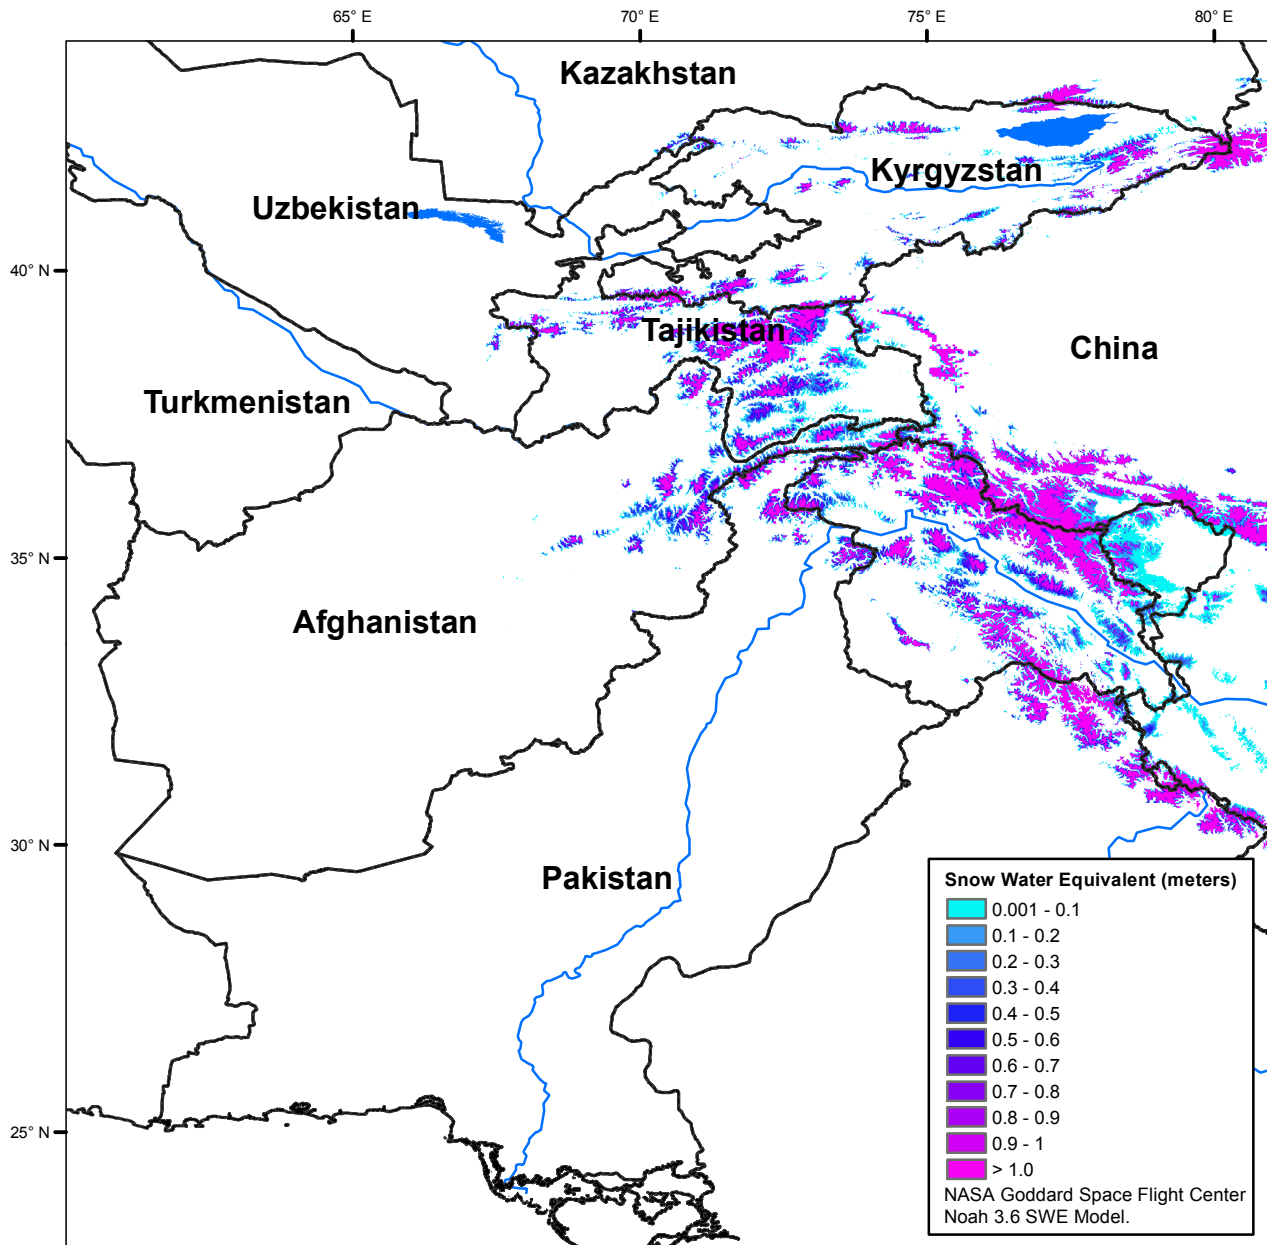 65° E
70° E
75° E
80° E
Kazakhstan
Kyrgyzstan
Uzbekistan
40° N
Tajikistan
China
Turkmenistan
35° N
Afghanistan
30° N
Pakistan
Snow Water Equivalent (meters)
0.001 - 0.1
0.1 - 0.2
0.2 - 0.3
0.3 - 0.4
0.4 - 0.5
0.5 - 0.6
0.6 - 0.7
0.7 - 0.8
0.8 - 0.9
0.9 - 1
> 1.0
NASA Goddard Space Flight Center
Noah 3.6 SWE Model.
25° N